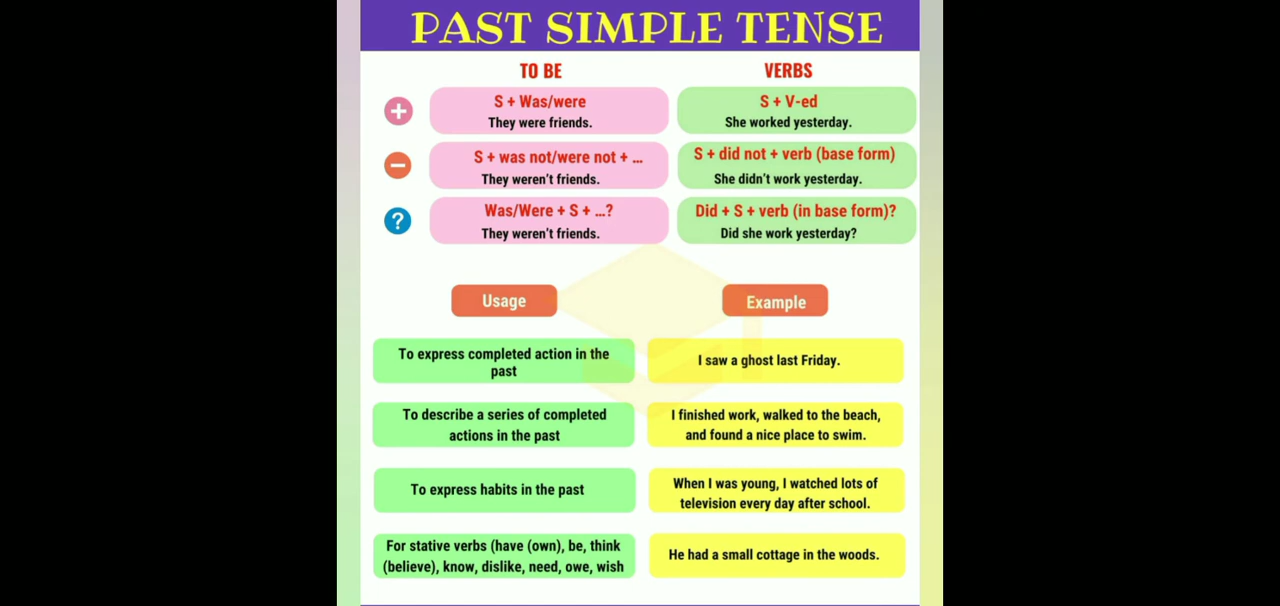 PAST SIMPLE TENSE
TO BE
VERBS
S + Was/were
They were friends.
S + V-ed
She worked yesterday.
S + was not/were not + ...
They weren't friends.
S + did not + verb (base form)
She didn't work yesterday.
?
Was/Were + S + ...?
They weren't friends.
Did + S + verb (in base form)?
Did she work yesterday?
Usage
Example
To express completed action in the
past
I saw a ghost last Friday.
To describe a series of completed
actions in the past
I finished work, walked to the beach,
and found a nice place to swim.
To express habits in the past
When I was young, I watched lots of
television every day after school.
For stative verbs (have (own), be, think
(believe), know, dislike, need, owe, wish
He had a small cottage in the woods.